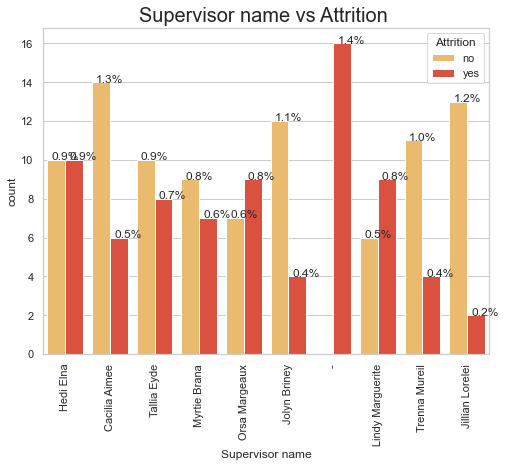 Supervisor name vs Attrition
Attrition
no
yes
count
16
14
12
10
8
6
4
2
0
0.9%
0.9%
1.3%
0.5%
0.9%
0.7%
0.8%
0.6%
0.6%
0.8%
1.1%
0.4%
1.4%
0.5%
0.8%
1.0%
0.4%
1.2%
0.2%
Hedi Elna
Cacilia Aimee
Tallia Eyde
Myrtie Brana
Orsa Margeaux
Jolyn Briney
-
Lindy Marguerite
Trenna Mureil
Jillian Lorelei
Supervisor name